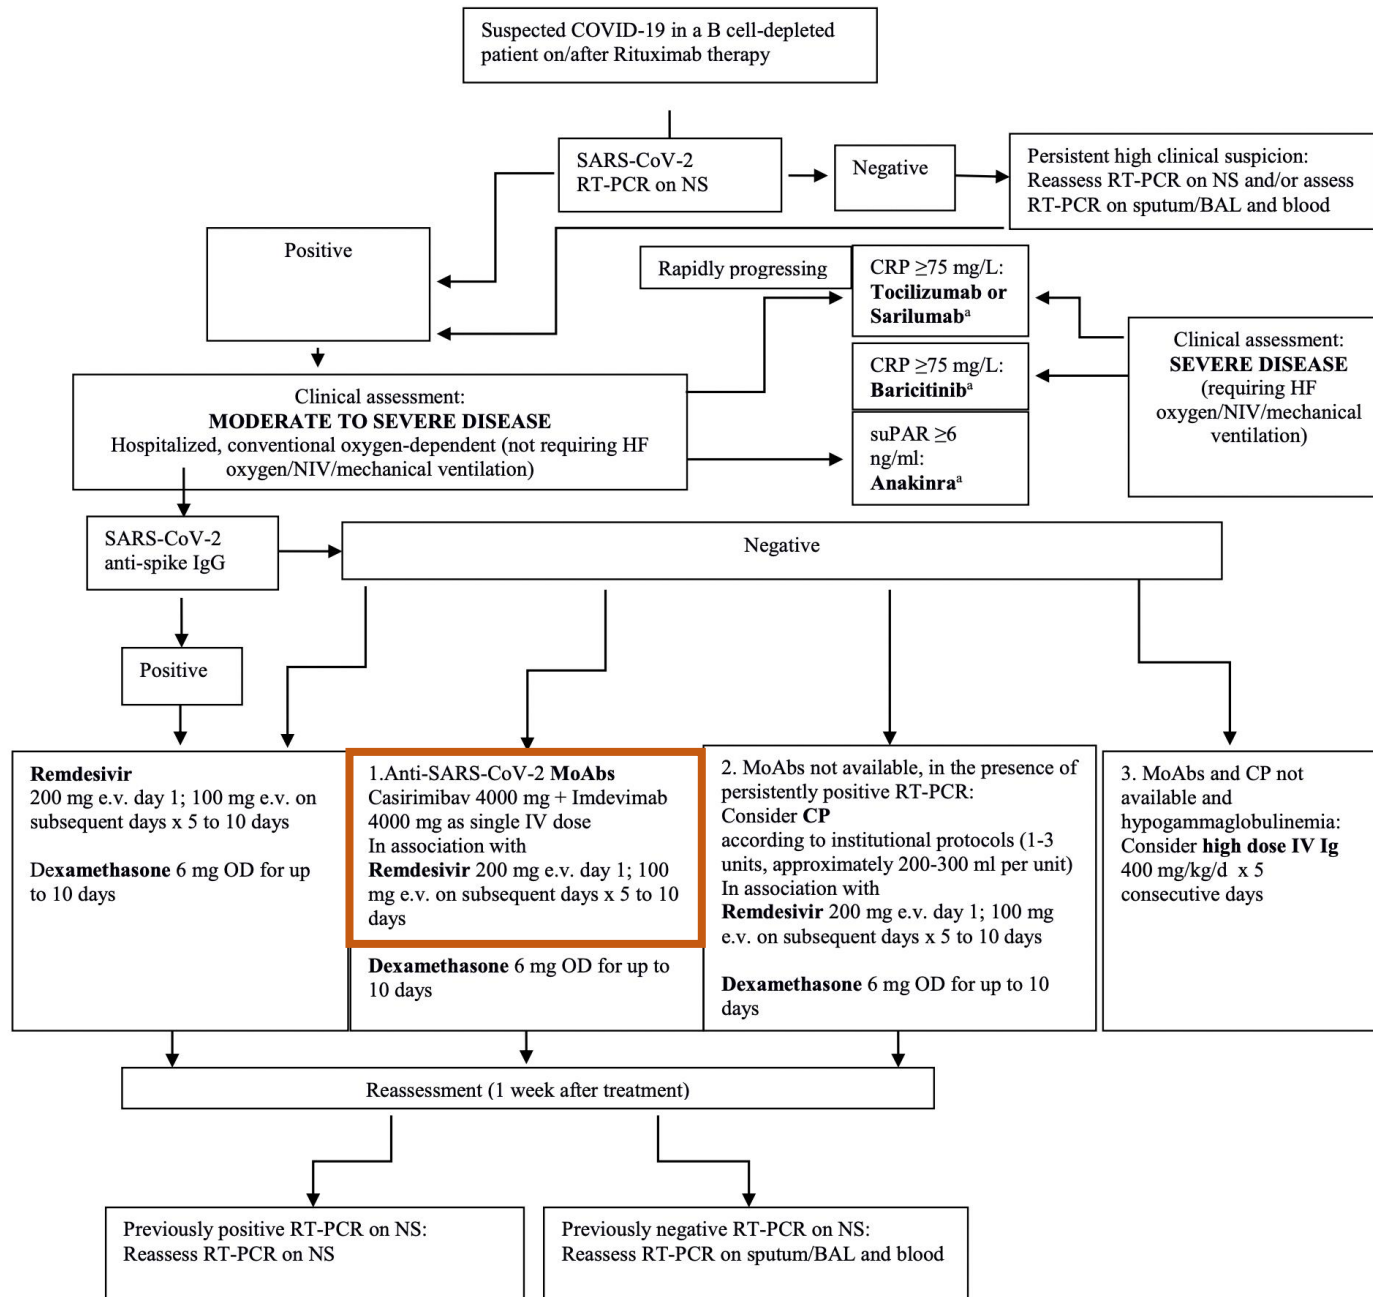 Suspected COVID-19 in a B cell-depleted
patient on/after Rituximab therapy
SARS-CoV-2
RT-PCR on NS
Negative
Persistent high clinical suspicion:
Reassess RT-PCR on NS and/or assess
RT-PCR on sputum/BAL and blood
Positive
Rapidly progressing
CRP ≥75 mg/L:
Tocilizumab or
Sarilumabª
CRP ≥75 mg/L:
Baricitinibª
suPAR ≥6
ng/ml:
Anakinraª
Clinical assessment:
SEVERE DISEASE
(requiring HF
oxygen/NIV/mechanical
ventilation)
Clinical assessment:
MODERATE TO SEVERE DISEASE
Hospitalized, conventional oxygen-dependent (not requiring HF
oxygen/NIV/mechanical ventilation)
SARS-CoV-2
anti-spike IgG
Negative
Positive
Remdesivir
200 mg e.v. day 1; 100 mg e.v. on
subsequent days x 5 to 10 days
Dexamethasone 6 mg OD for up
to 10 days
1.Anti-SARS-CoV-2 MoAbs
Casirimibav 4000 mg + Imdevimab
4000 mg as single IV dose
In association with
Remdesivir 200 mg e.v. day 1; 100
mg e.v. on subsequent days x 5 to 10
days
Dexamethasone 6 mg OD for up to
10 days
2. MoAbs not available, in the presence of
persistently positive RT-PCR:
Consider CP
according to institutional protocols (1-3
units, approximately 200-300 ml per unit)
In association with
Remdesivir 200 mg e.v. day 1; 100 mg
e.v. on subsequent days x 5 to 10 days
Dexamethasone 6 mg OD for up to 10
days
3. MoAbs and CP not
available and
hypogammaglobulinemia:
Consider high dose IV Ig
400 mg/kg/d x 5
consecutive days
Reassessment (1 week after treatment)
Previously positive RT-PCR on NS:
Reassess RT-PCR on NS
Previously negative RT-PCR on NS:
Reassess RT-PCR on sputum/BAL and blood